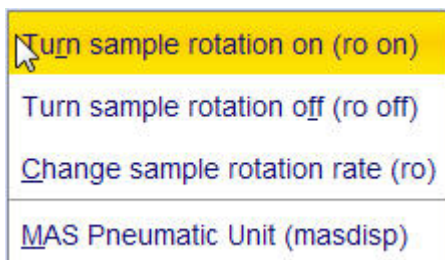 Turn sample rotation on (ro on)
Turn sample rotation off (ro off)
Change sample rotation rate (ro)
MAS Pneumatic Unit (masdisp)